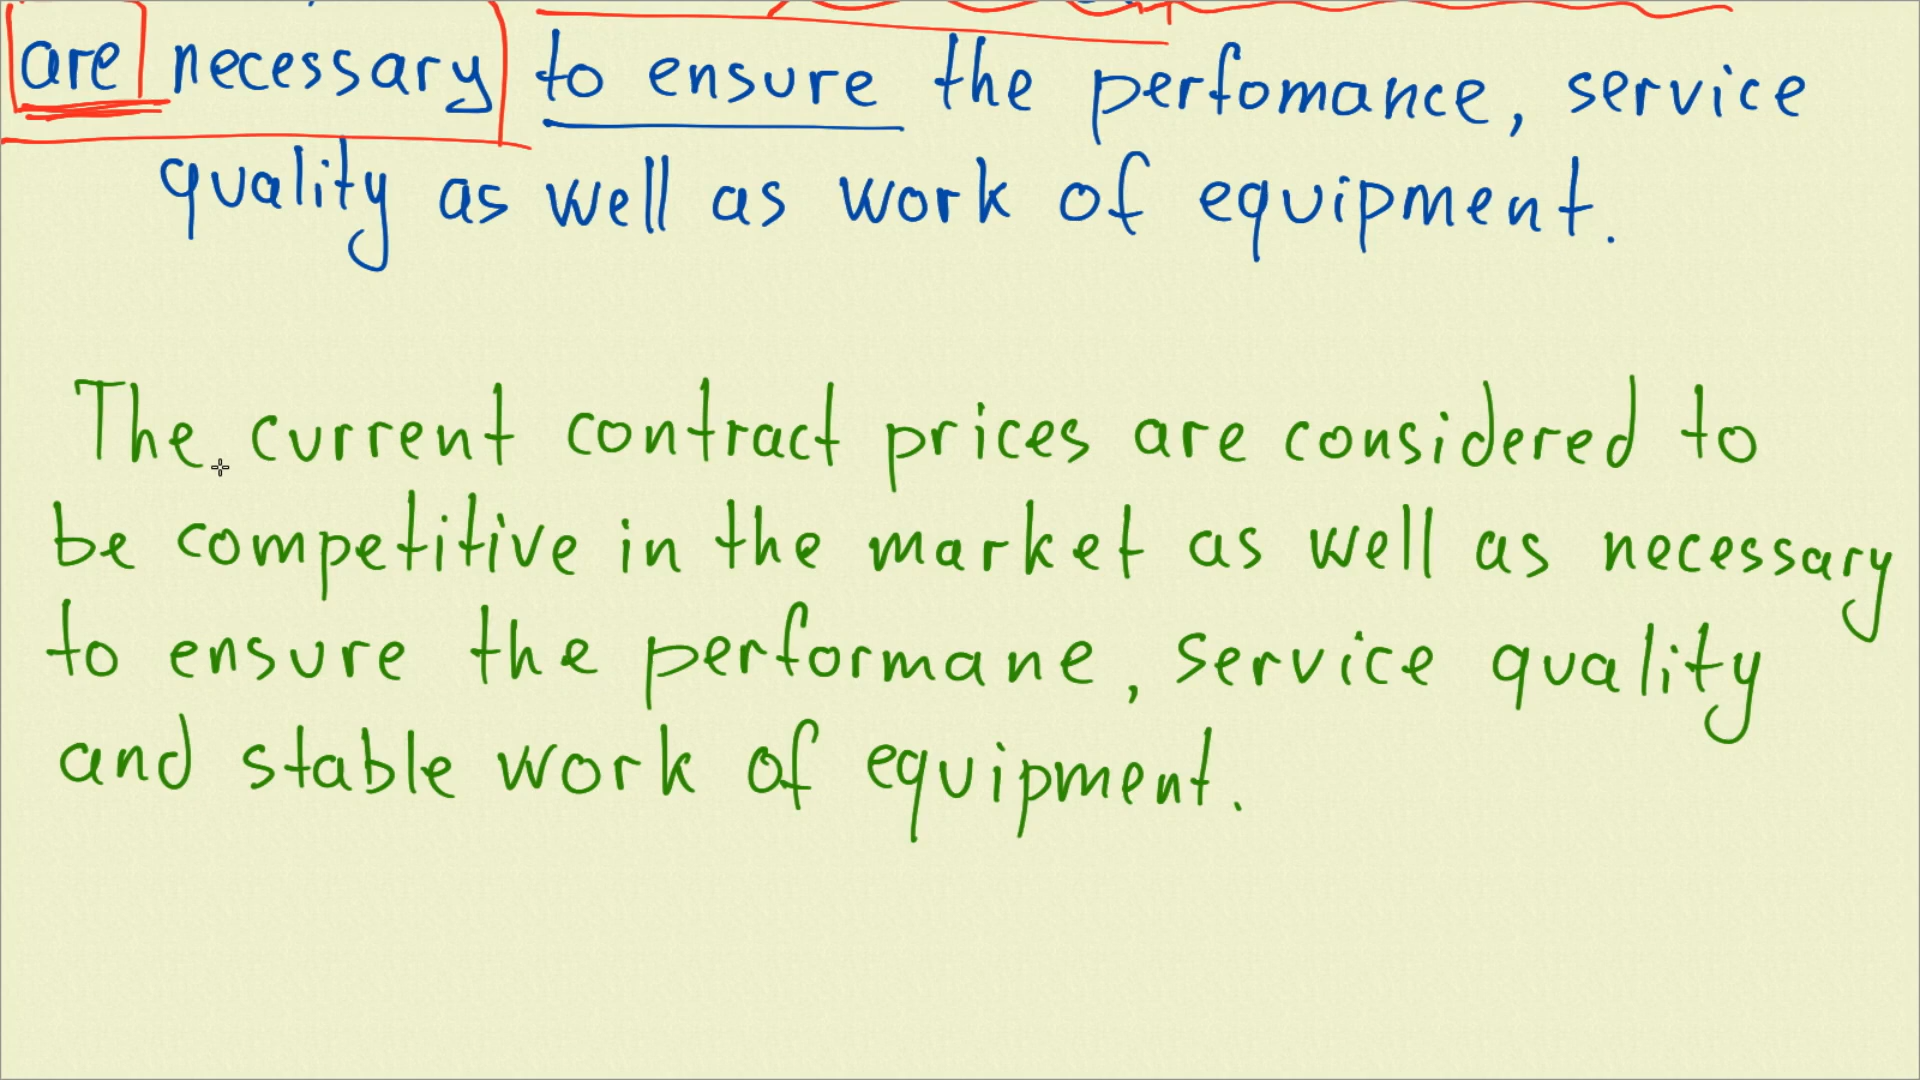 are necessary to ensure the perfomance, service
quality as well as work of equipment.
The current contract prices are considered to
be competitive in the market as well as necessary
to ensure the performane, service quality
and stable work of equipment.